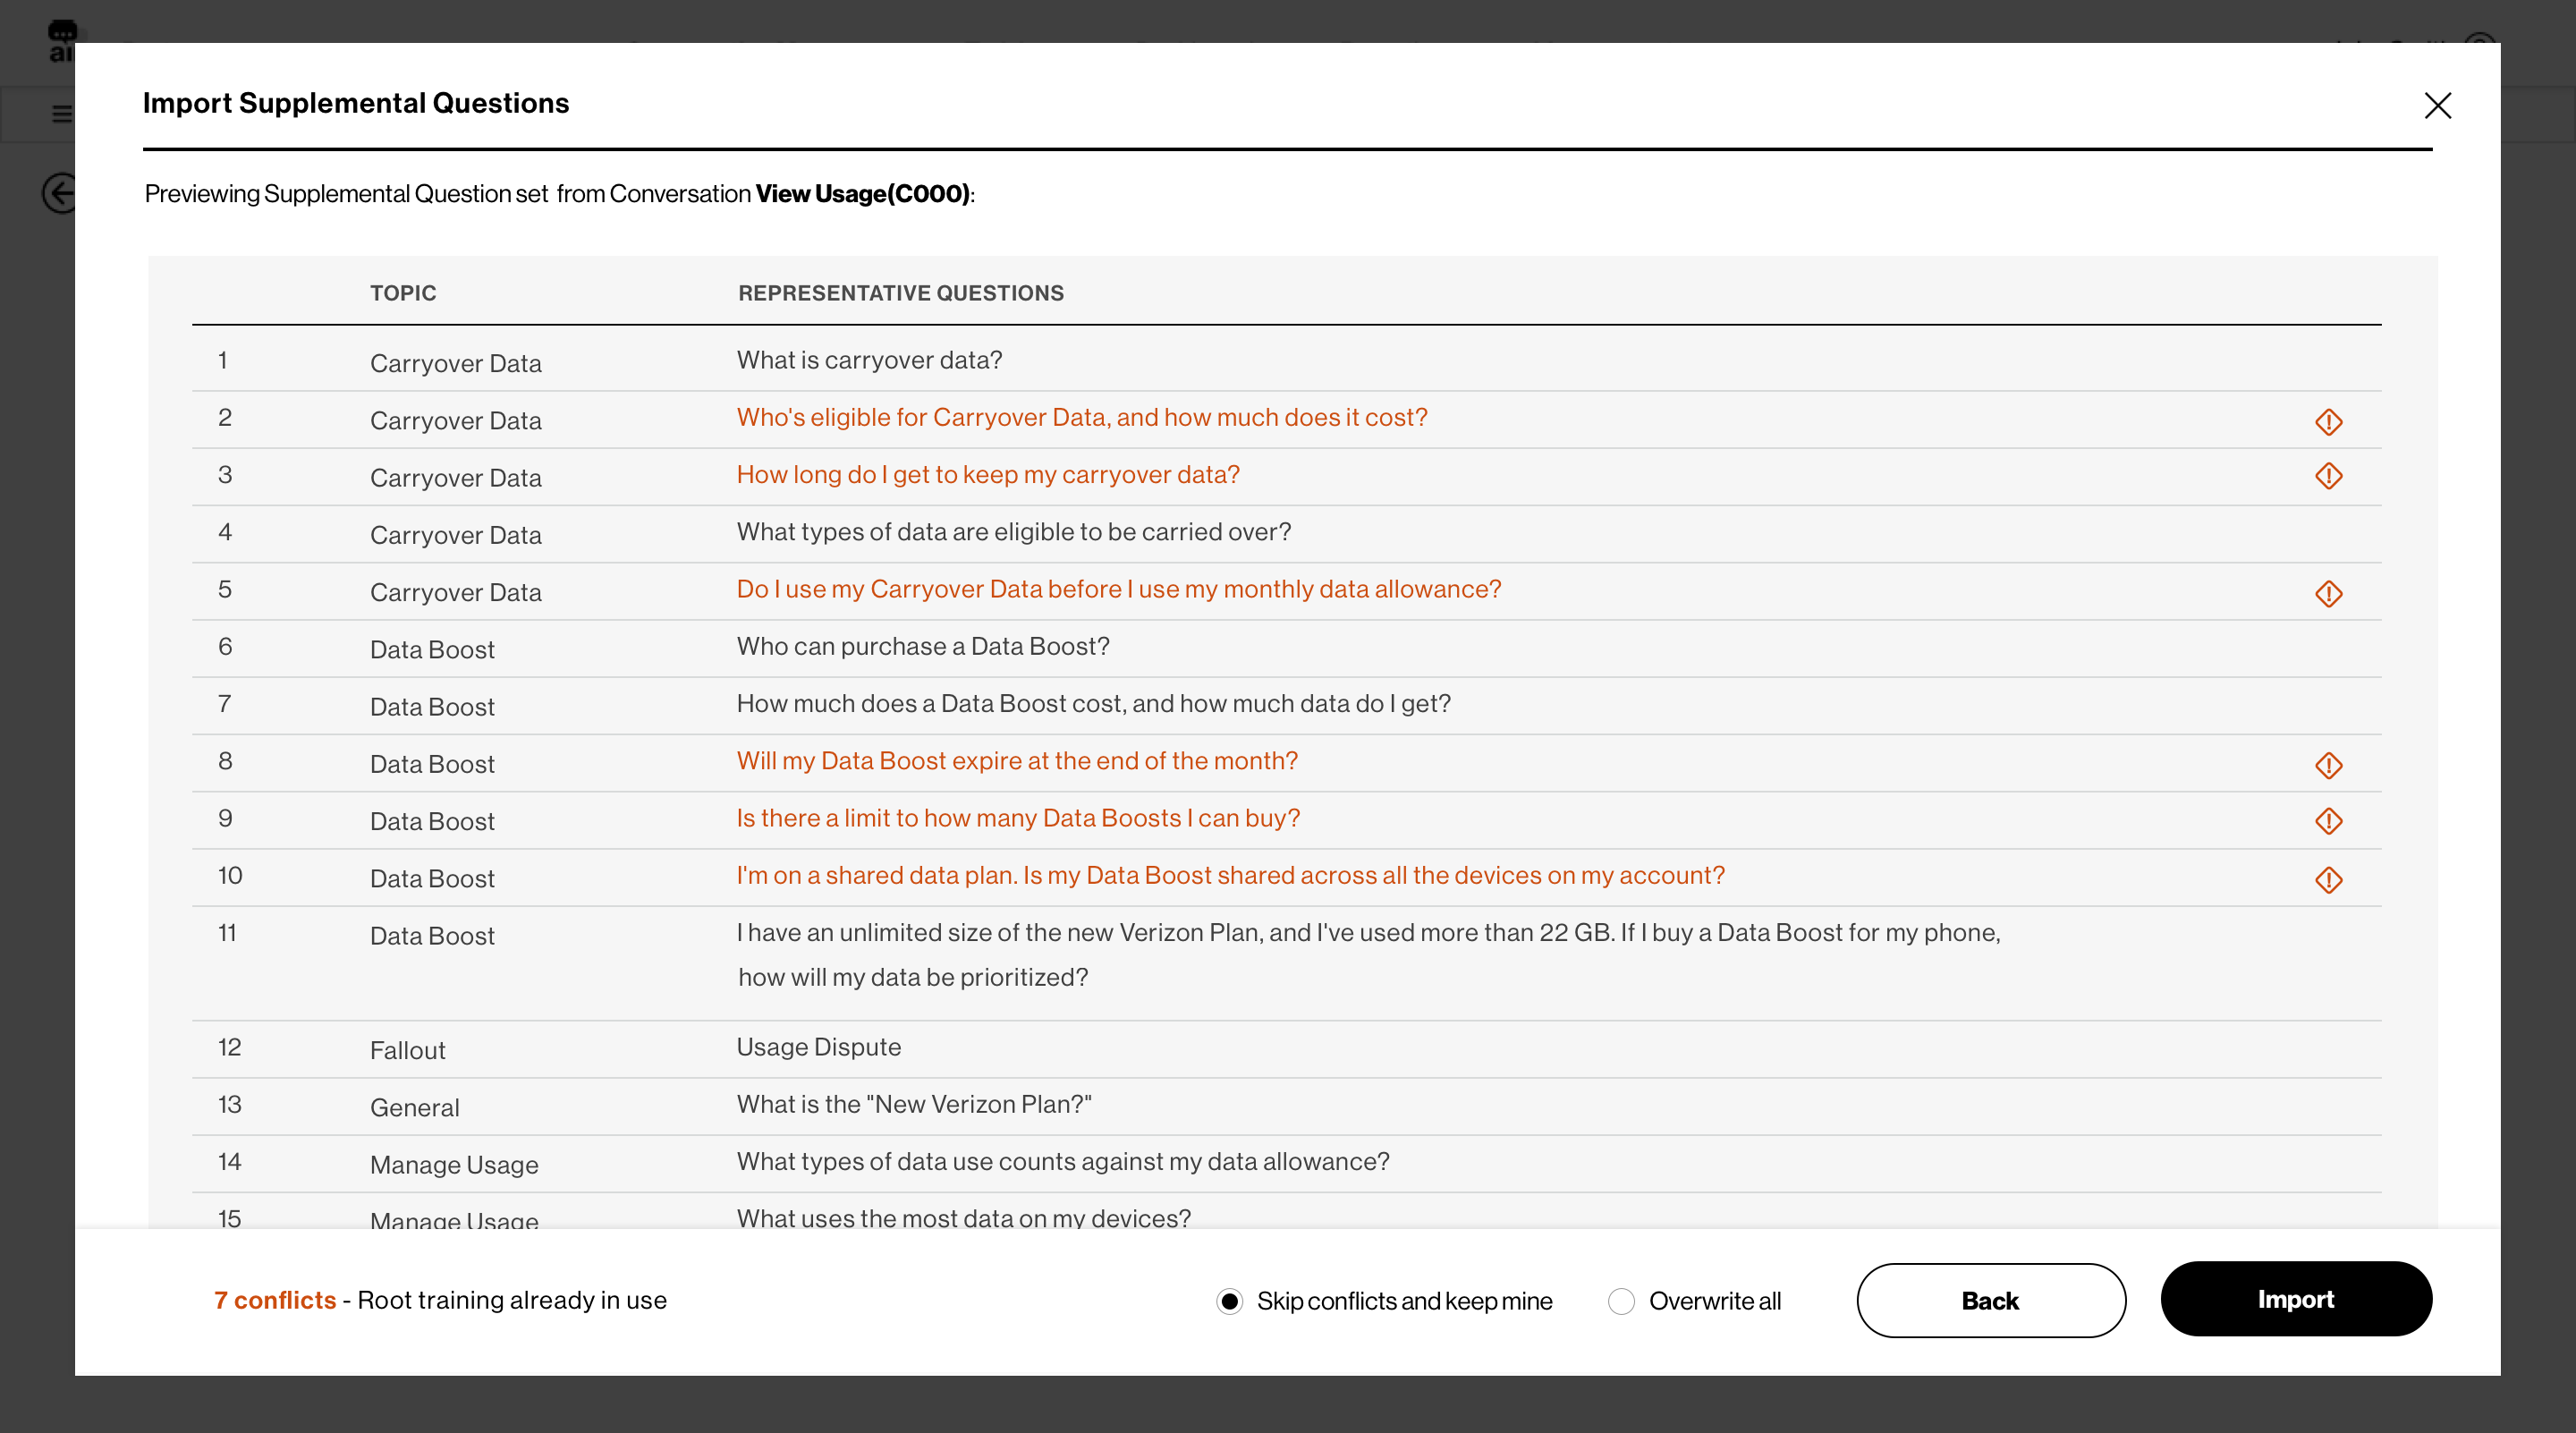 ai
Import Supplemental Questions
Previewing Supplemental Question set from Conversation View Usage(C000):
TOPIC REPRESENTATIVE QUESTIONS
1 Carryover Data What is carryover data?
2 Carryover Data Who's eligible for Carryover Data, and how much does it cost?
3 Carryover Data How long do I get to keep my carryover data?
4 Carryover Data What types of data are eligible to be carried over?
5 Carryover Data Do I use my Carryover Data before I use my monthly data allowance?
6 Data Boost Who can purchase a Data Boost?
7 Data Boost How much does a Data Boost cost, and how much data do I get?
8 Data Boost Will my Data Boost expire at the end of the month?
9 Data Boost Is there a limit to how many Data Boosts I can buy?
10 Data Boost I'm on a shared data plan. Is my Data Boost shared across all the devices on my account?
11 Data Boost I have an unlimited size of the new Verizon Plan, and I've used more than 22 GB. If I buy a Data Boost for my phone,
how will my data be prioritized?
12 Fallout Usage Dispute
13 General What is the "New Verizon Plan?"
14 Manage Usage What types of data use counts against my data allowance?
15 Manage Usage What uses the most data on my devices?
7 conflicts - Root training already in use Skip conflicts and keep mine Overwrite all Back Import